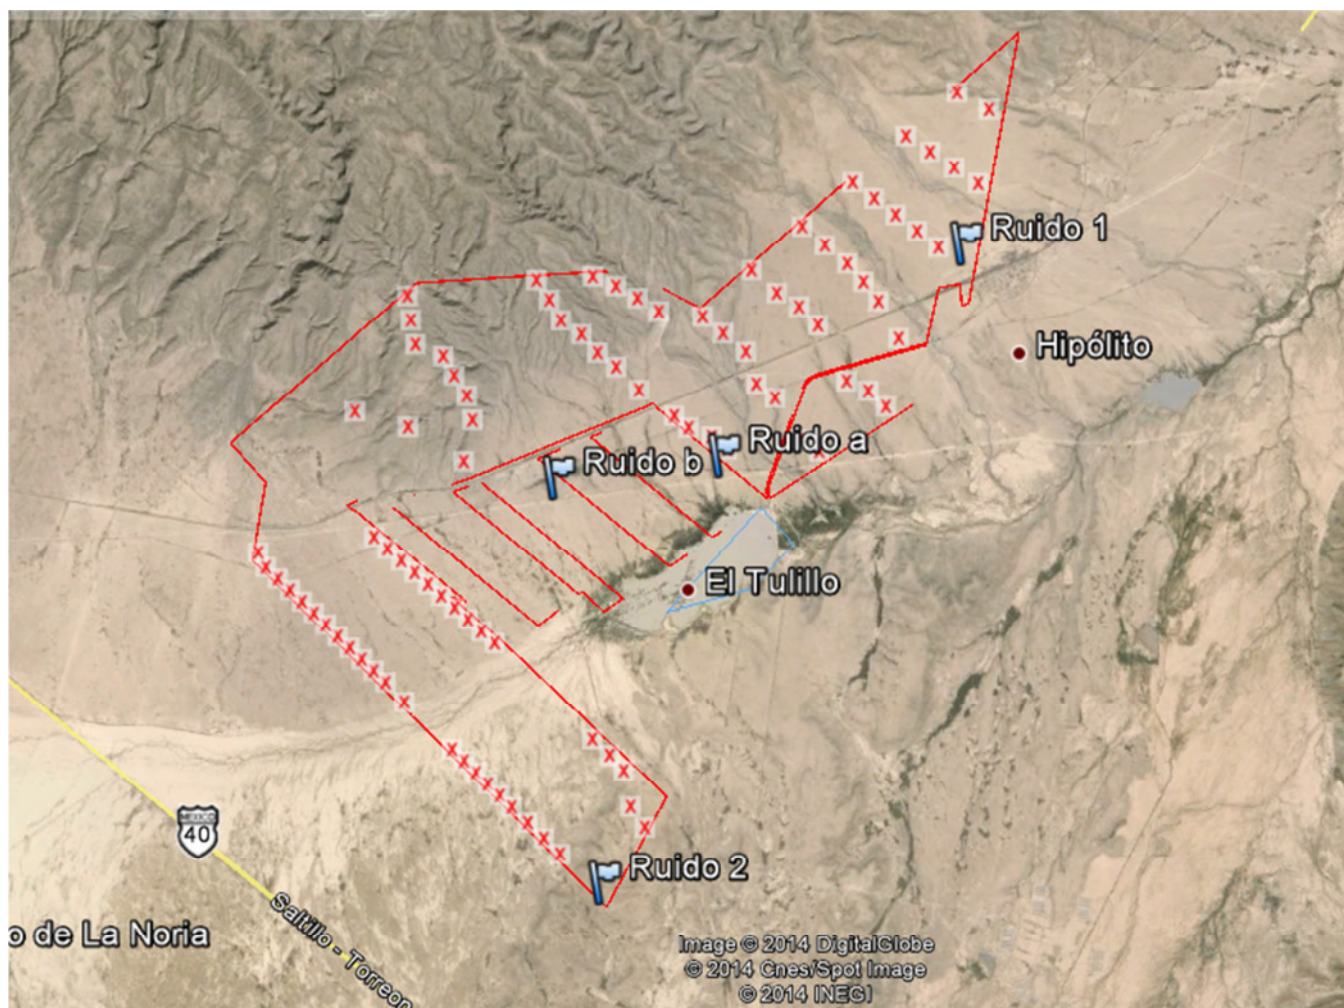 Ruido 1
Hipólito
Ruido a
Ruido b
El Tulillo
MEXICO
40
Ruido 2
Saltillo - Torreon
o de La Noria
Image © 2014 DigitalGlobe
© 2014 Cnes/Spot Image
© 2014 INEGI